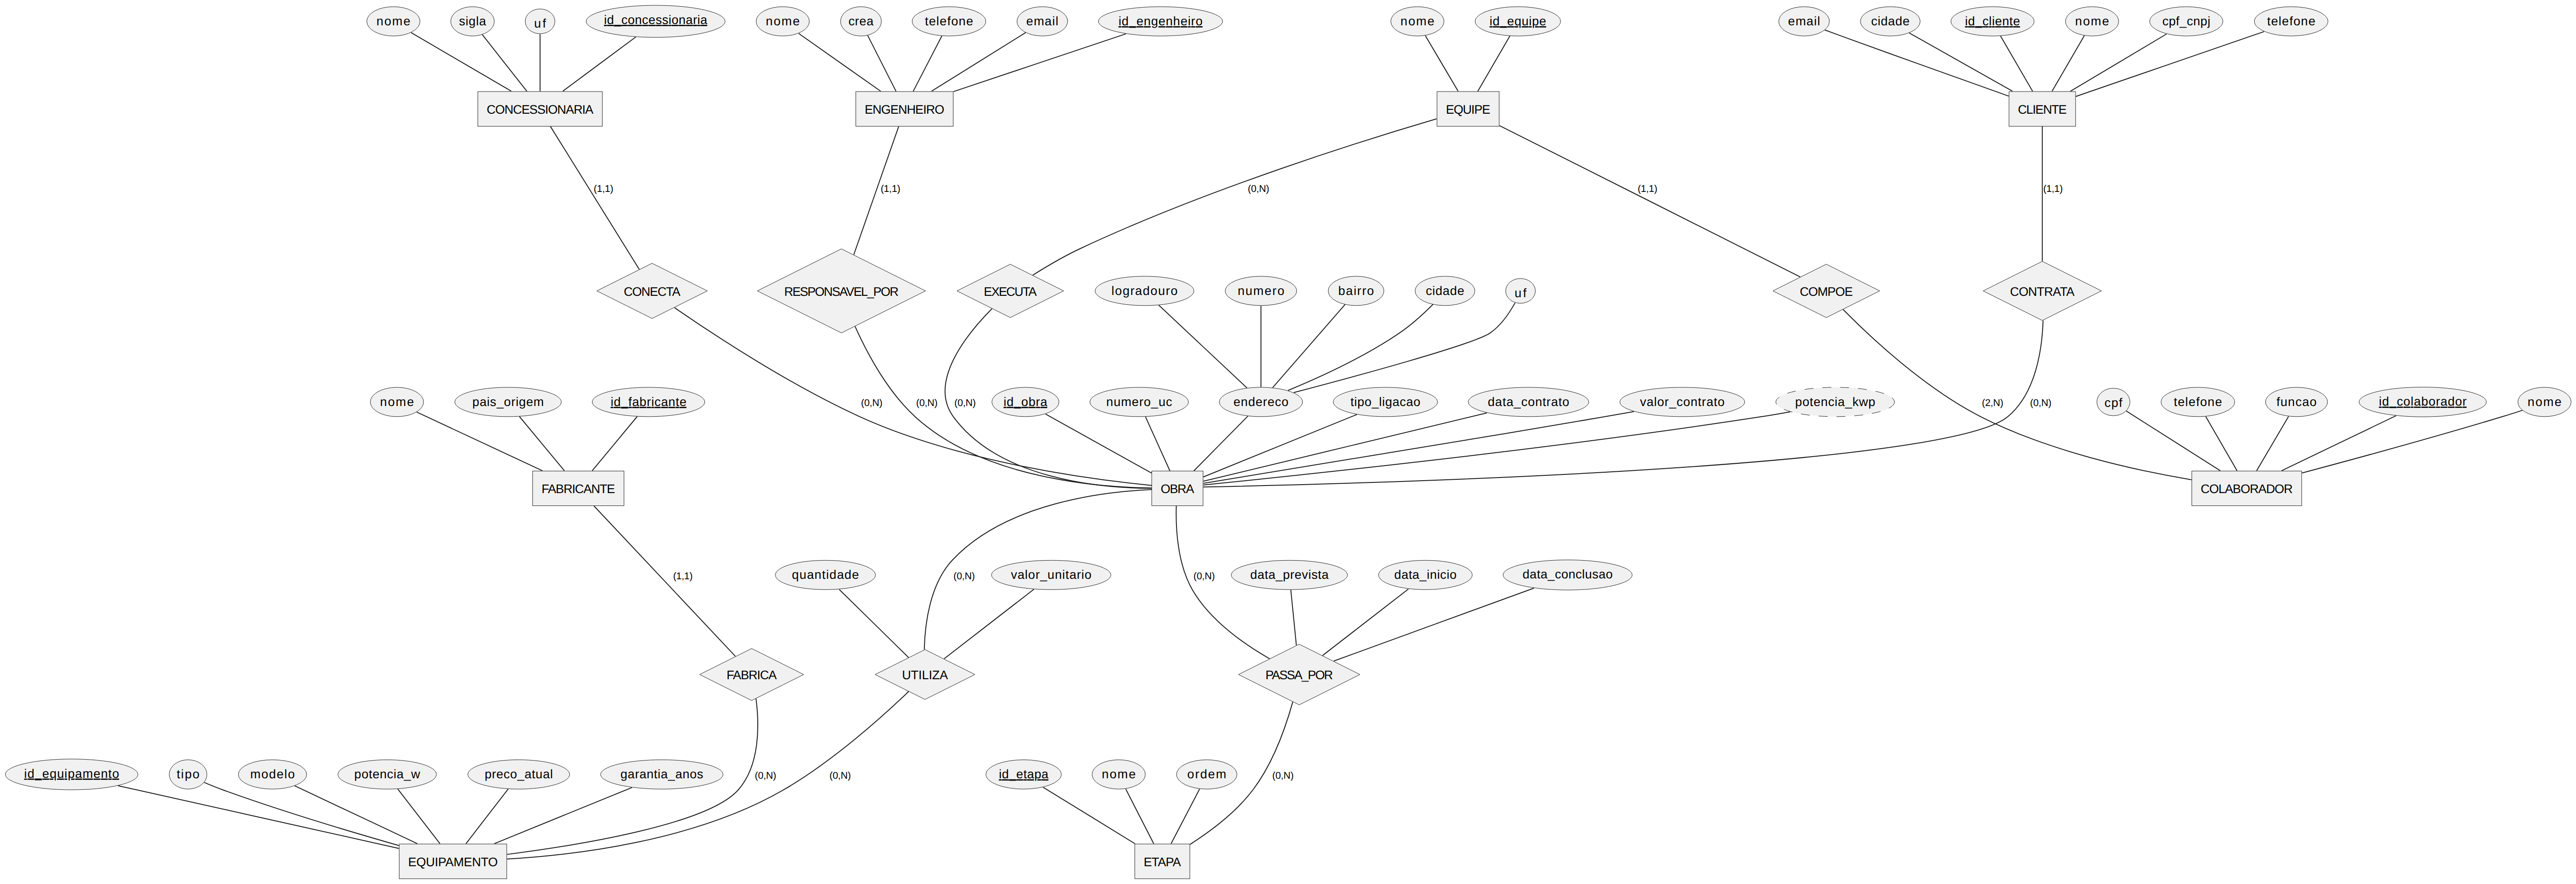 nome
sigla
uf
id_concessionaria
nome
crea
telefone
email
id_engenheiro
nome
id_equipe
email
cidade
id_cliente
nome
cpf_cnpj
telefone
CONCESSIONARIA
ENGENHEIRO
EQUIPE
CLIENTE
(1,1)
(1,1)
(0,N)
(1,1)
(1,1)
CONECTA
RESPONSAVEL_POR
EXECUTA
logradouro
numero
bairro
cidade
uf
COMPOE
CONTRATA
nome
pais_origem
id_fabricante
(0,N)
(0,N)
(0,N)
id_obra
numero_uc
endereco
tipo_ligacao
data_contrato
valor_contrato
potencia_kwp
(2,N)
(0,N)
cpf
telefone
funcao
id_colaborador
nome
FABRICANTE
OBRA
COLABORADOR
(1,1)
quantidade
(0,N)
valor_unitario
(0,N)
data_prevista
data_inicio
data_conclusao
FABRICA
UTILIZA
PASSA_POR
id_equipamento
tipo
modelo
potencia_w
preco_atual
garantia_anos
(0,N)
(0,N)
id_etapa
nome
ordem
(0,N)
EQUIPAMENTO
ETAPA